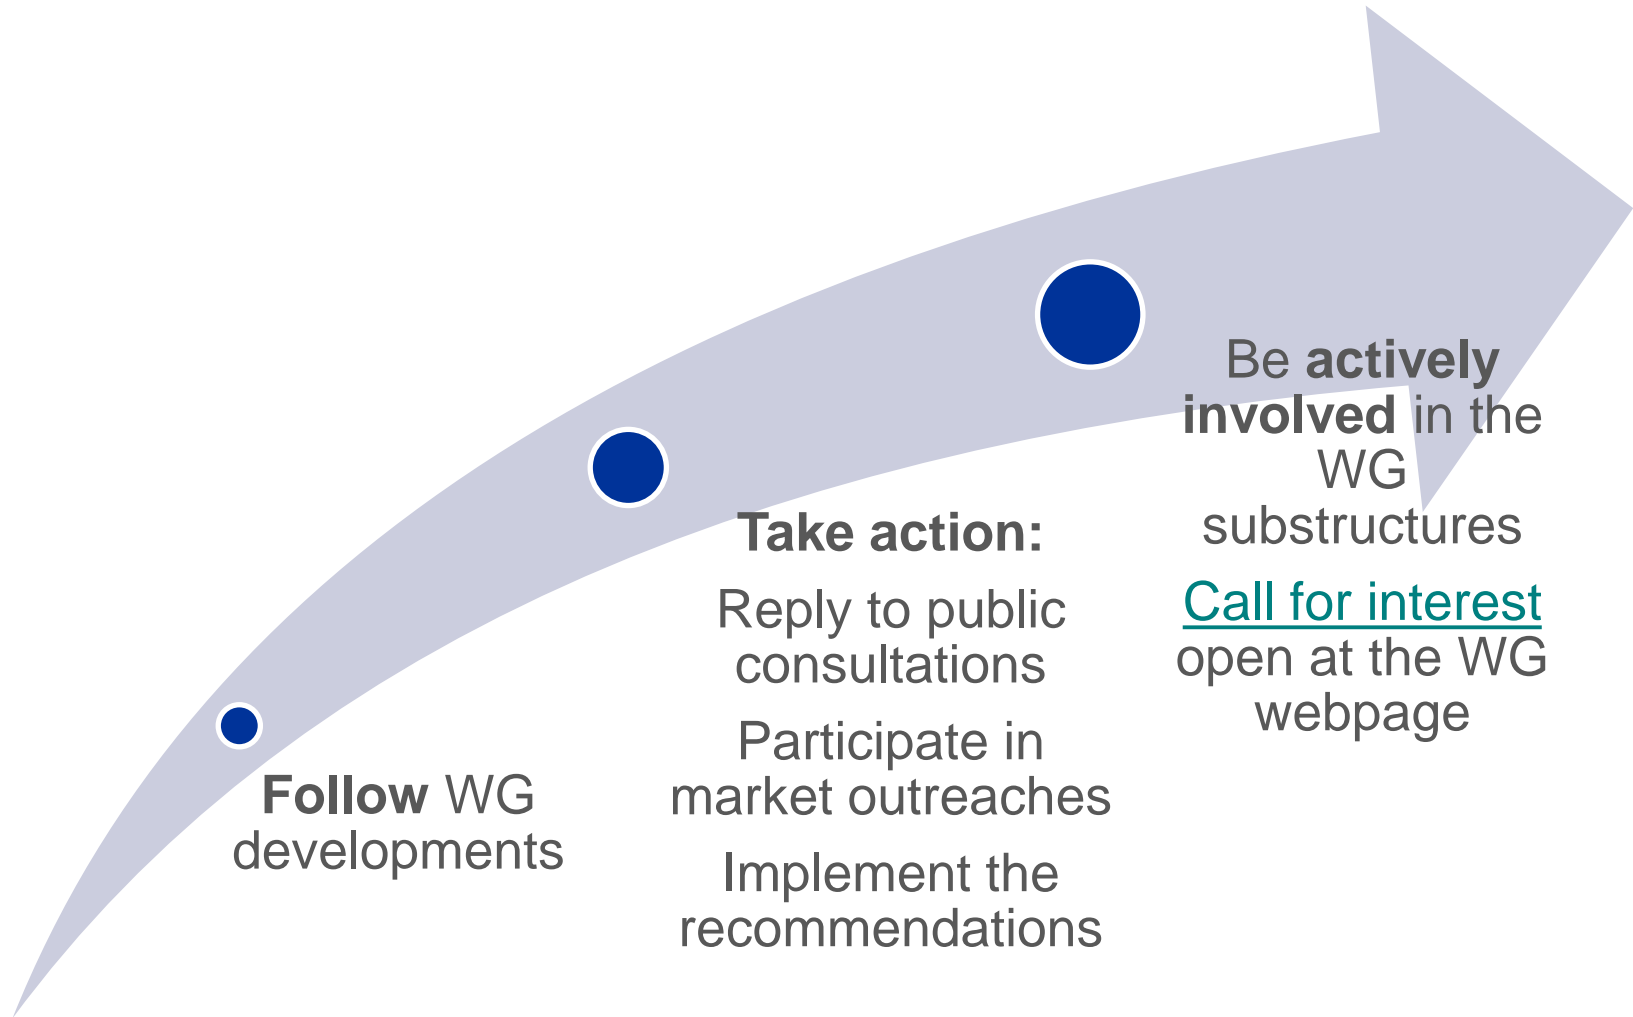 Follow WG
developments
Take action:
Reply to public
consultations
Participate in
market outreaches
Implement the
recommendations
Be actively
involved in the
WG
substructures
Call for interest
open at the WG
webpage